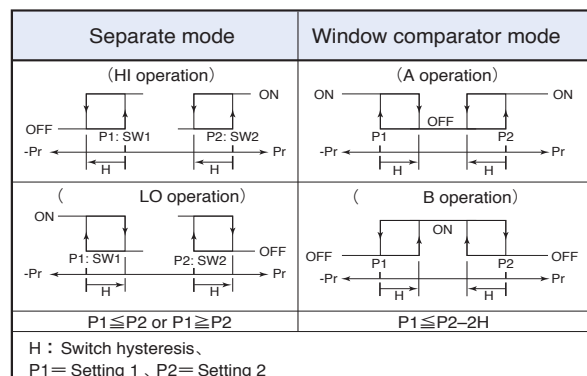 Separate mode
Window comparator mode
(HI operation)
ON
OFF
P1: SW1
P2: SW2
-Pr
Pr
H
H
(A operation)
ON
ON
OFF
P1
P2
-Pr
Pr
H
H
( LO operation)
ON
OFF
P1: SW1
P2: SW2
-Pr
Pr
H
H
( B operation)
ON
OFF
OFF
P1
P2
-Pr
Pr
H
H
P1≦P2 or P1≧P2
P1≦P2–2H
H : Switch hysteresis、
P1= Setting 1 、P2= Setting 2